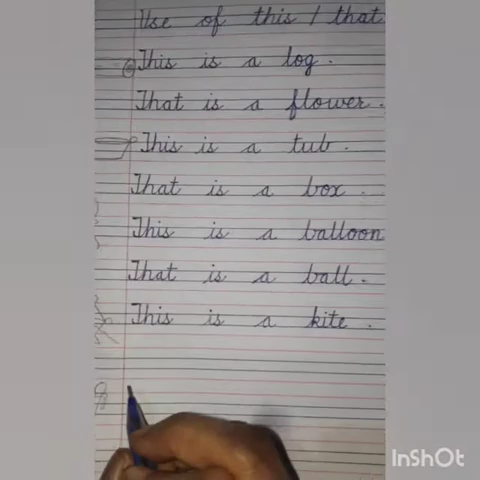 Use of this / that
This is a log.
That is a flower.
This is a tub.
That is a box.
This is a balloon
That is a ball.
This is a kite.
InShOt